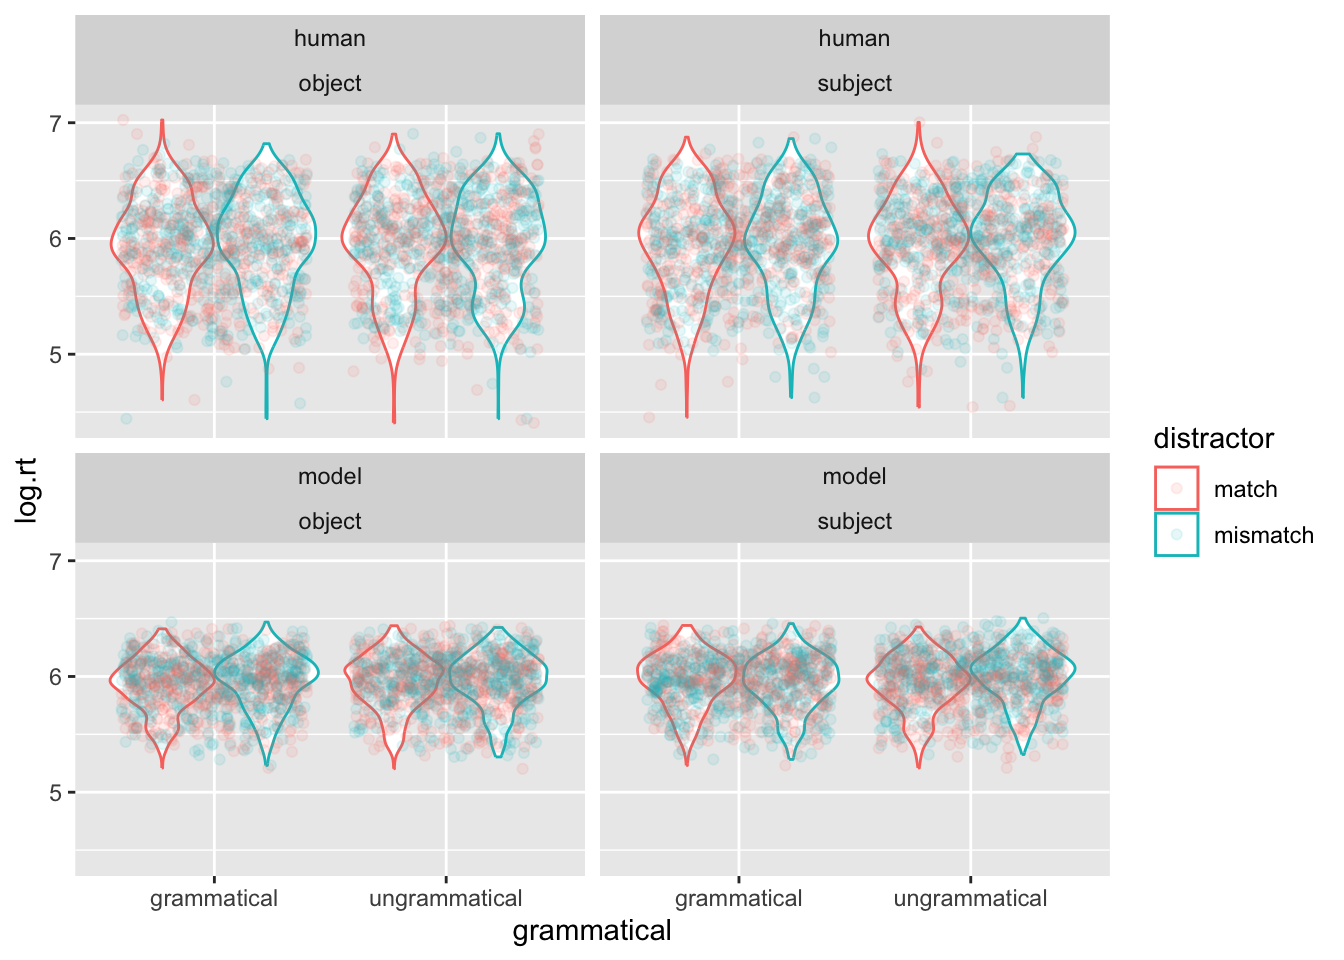 human
object
human
subject
7
6
5
model
object
model
subject
7
6
5
grammatical
ungrammatical
grammatical
ungrammatical
grammatical
log.rt
distractor
match
mismatch